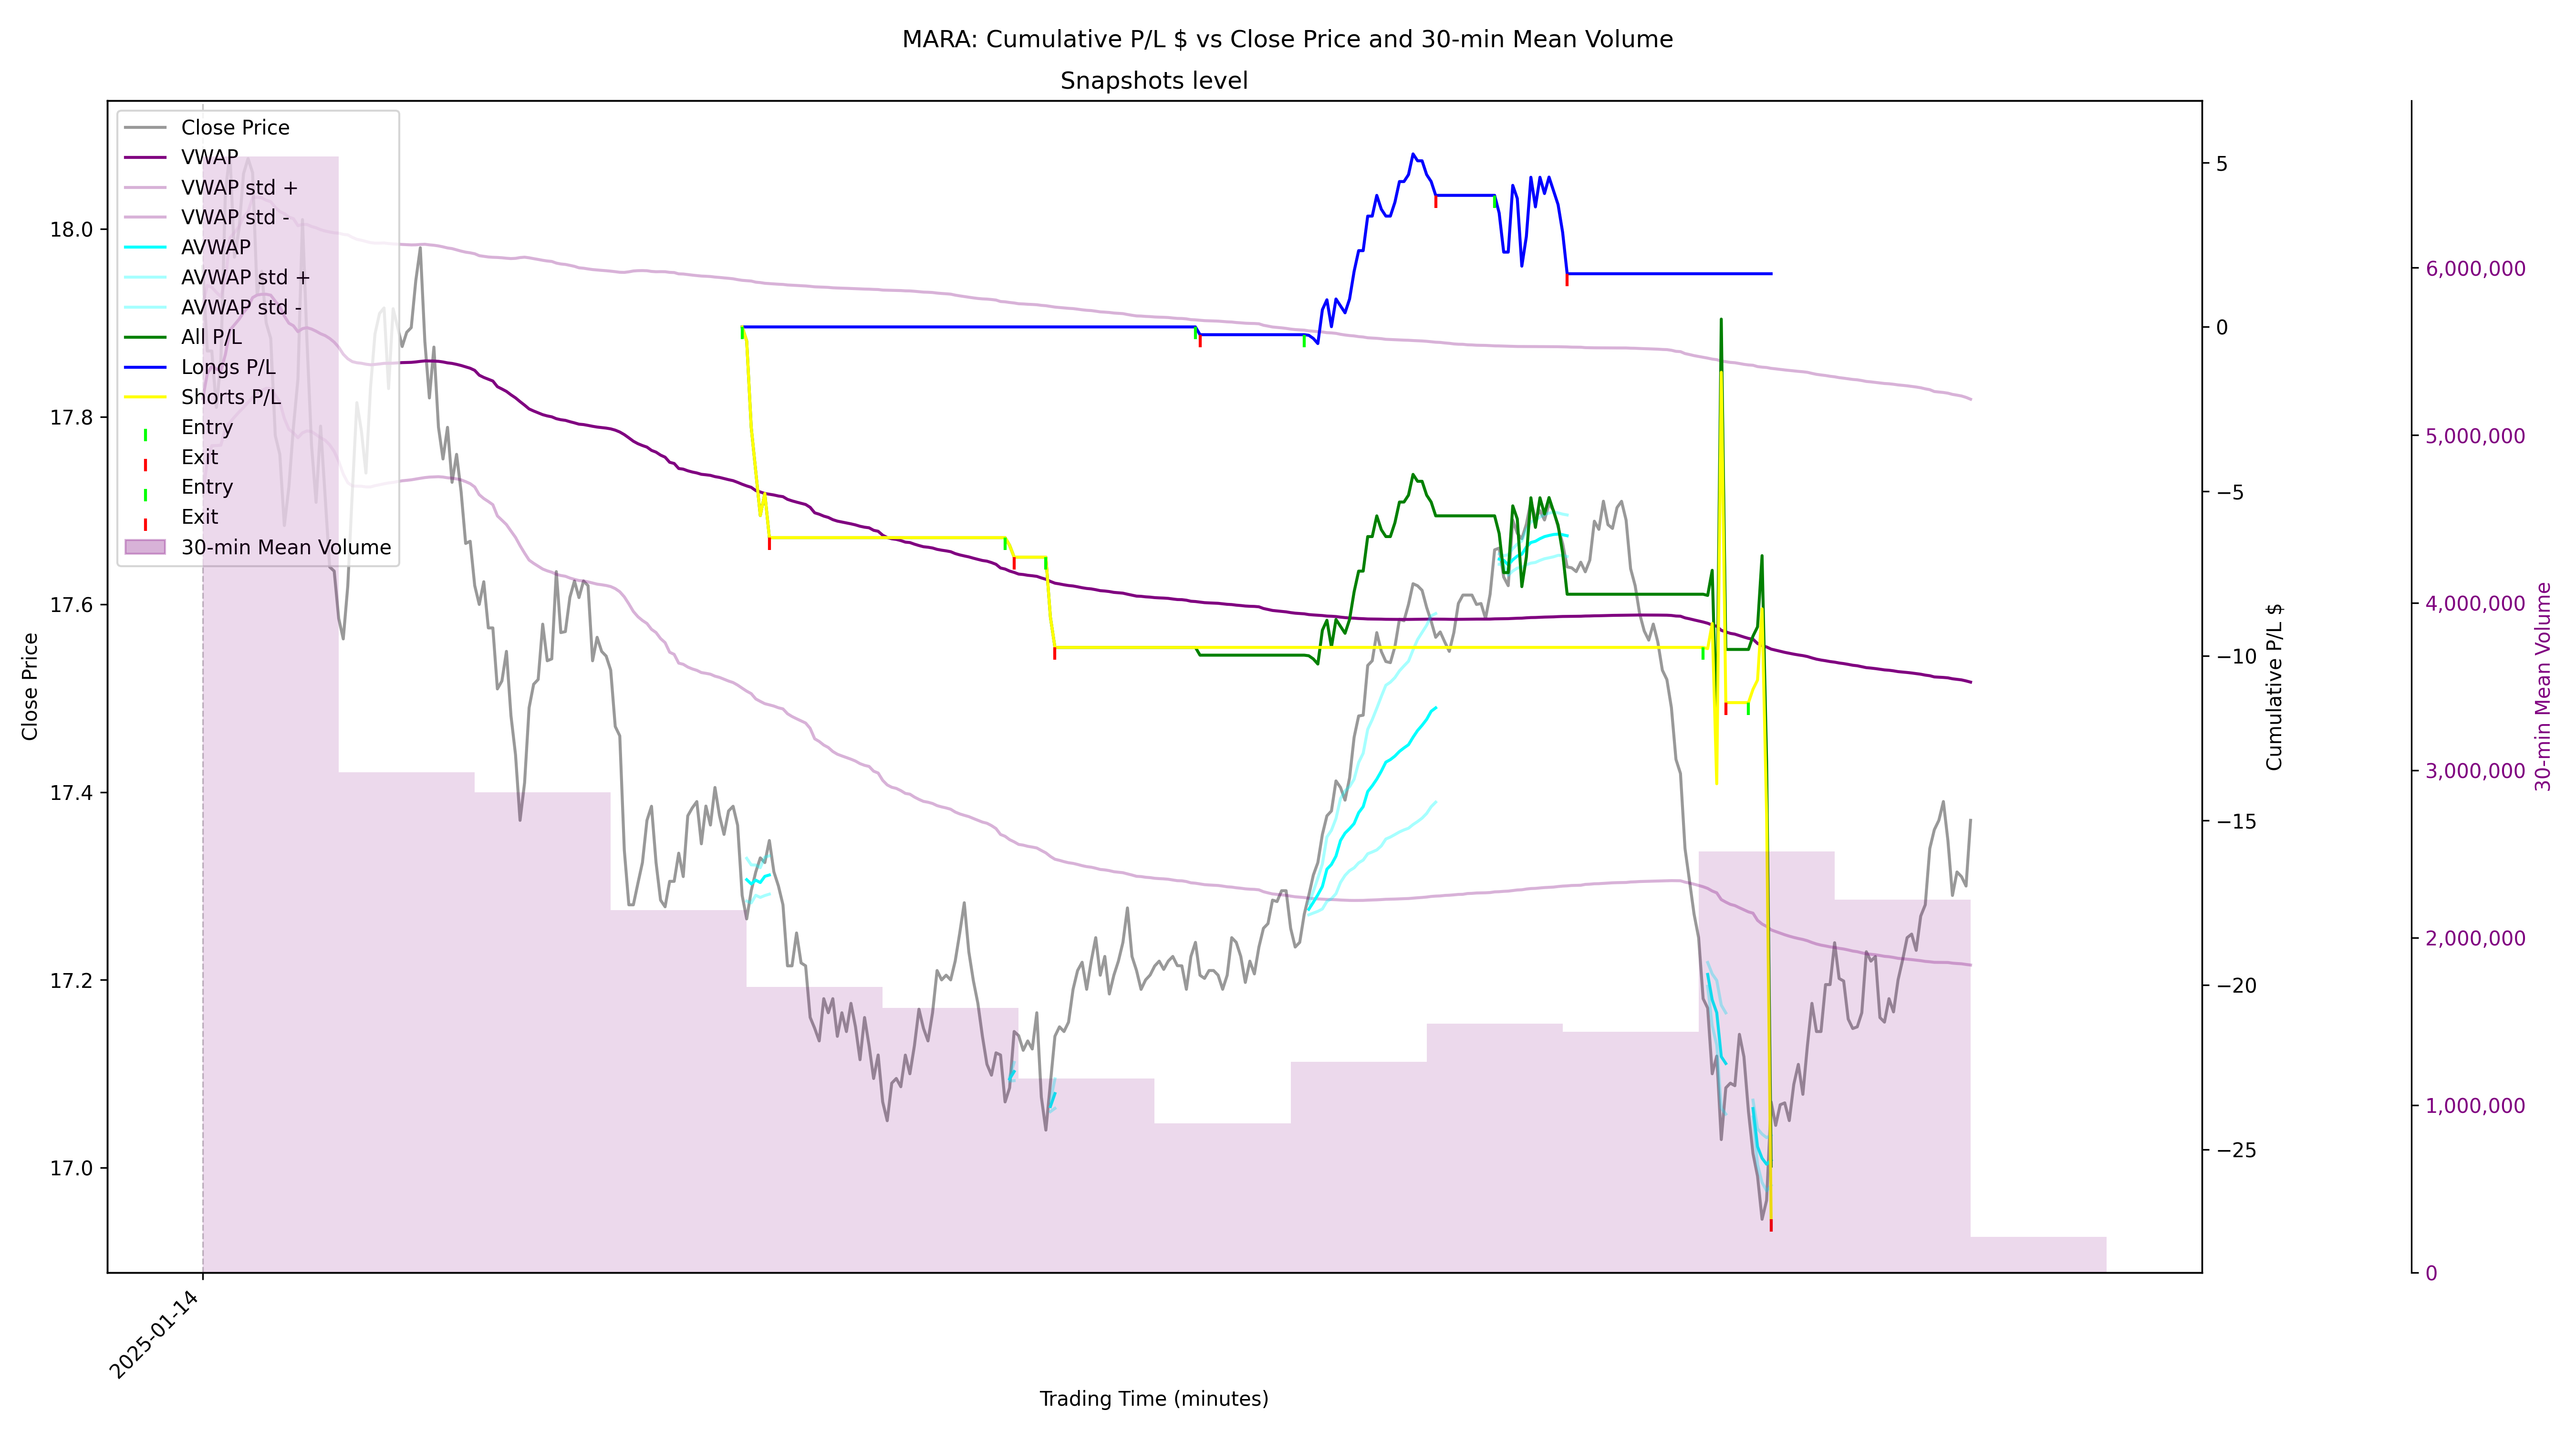 MARA: Cumulative P/L $ vs Close Price and 30-min Mean Volume
Snapshots level
Close Price
VWAP
VWAP std +
VWAP std -
AVWAP
AVWAP std +
AVWAP std -
All P/L
Longs P/L
Shorts P/L
Entry
Exit
Entry
Exit
30-min Mean Volume
18.0
17.8
17.6
17.4
17.2
17.0
Close Price
5
0
−5
−10
−15
−20
−25
Cumulative P/L $
6,000,000
5,000,000
4,000,000
3,000,000
2,000,000
1,000,000
0
30-min Mean Volume
2025-01-14
Trading Time (minutes)